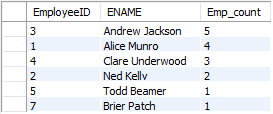 EmployeeID ENAME Emp_count
3 Andrew Jackson 5
1 Alice Munro 4
4 Clare Underwood 3
2 Ned Kelly 2
5 Todd Beamer 1
7 Brier Patch 1